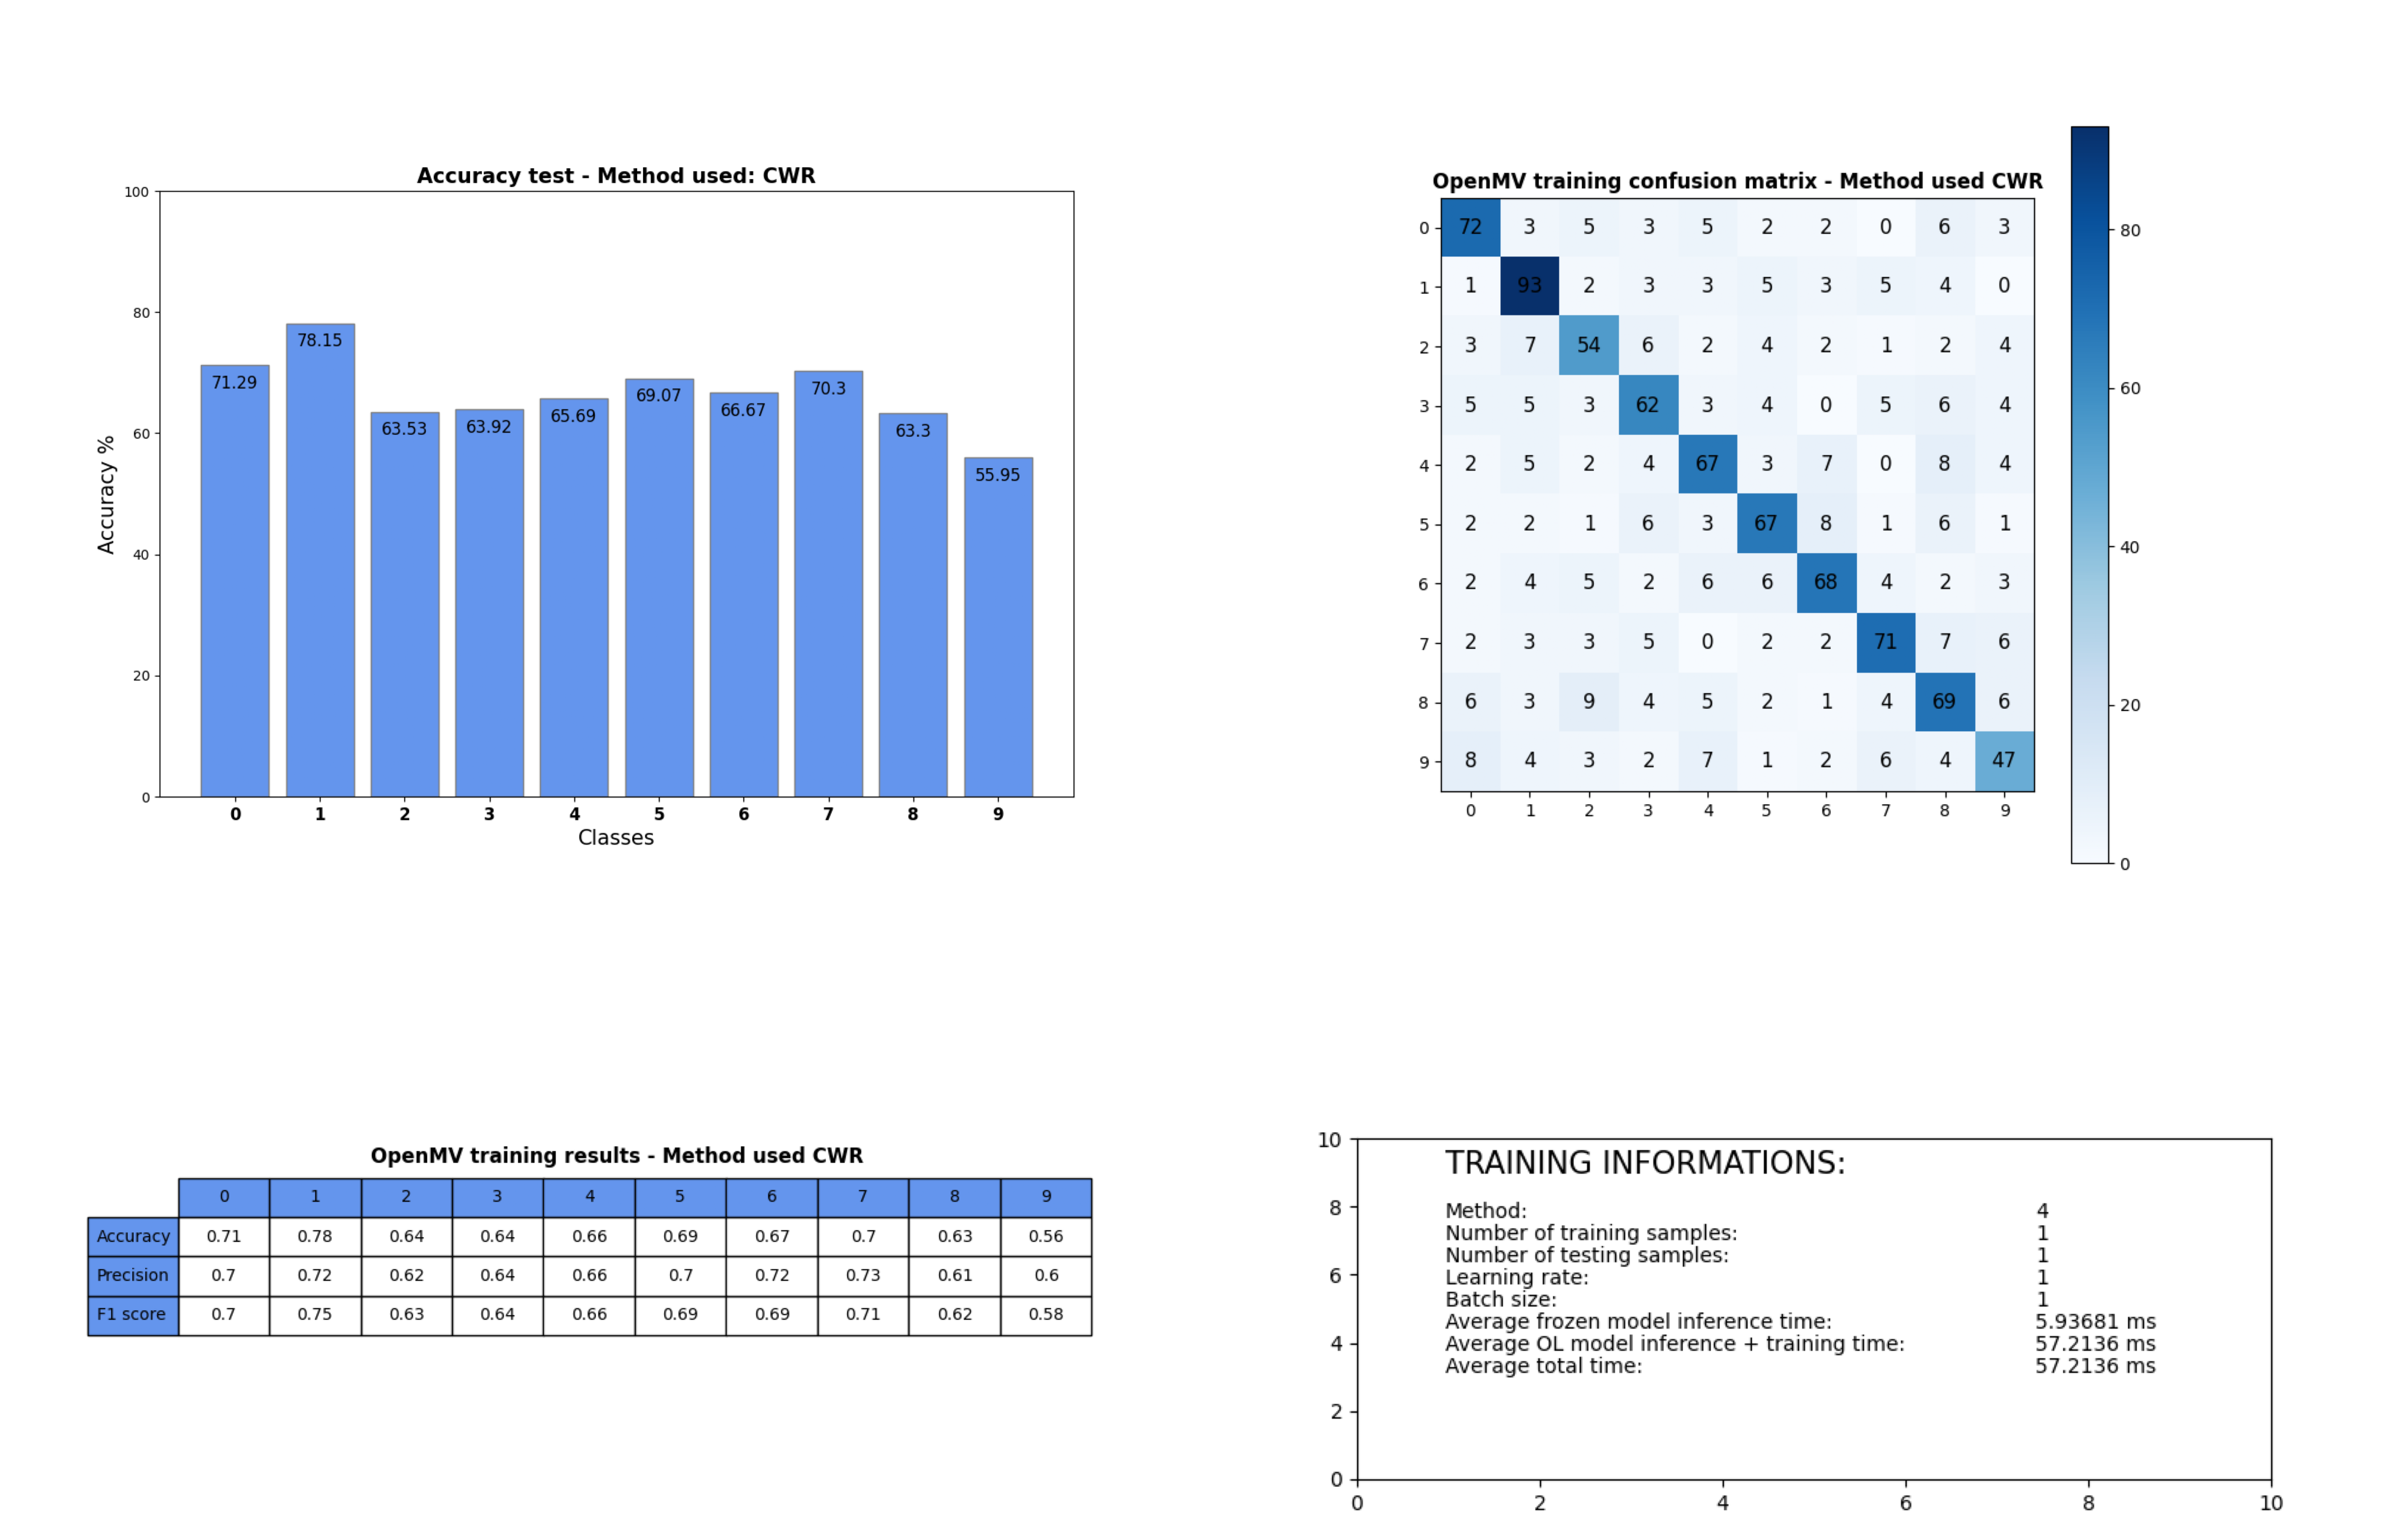 Accuracy test - Method used: CWR
100
80
60
40
20
0
Accuracy %
71.29
78.15
63.53
63.92
65.69
69.07
66.67
70.3
63.3
55.95
0 1 2 3 4 5 6 7 8 9
Classes
OpenMV training confusion matrix - Method used CWR
0 72 3 5 3 5 2 2 0 6 3
1 1 93 2 3 3 5 3 5 4 0
2 3 7 54 6 2 4 2 1 2 4
3 5 5 3 62 3 4 0 5 6 4
4 2 5 2 4 67 3 7 0 8 4
5 2 2 1 6 3 67 8 1 6 1
6 2 4 5 2 6 6 68 4 2 3
7 2 3 3 5 0 2 2 71 7 6
8 6 3 9 4 5 2 1 4 69 6
9 8 4 3 2 7 1 2 6 4 47
0 1 2 3 4 5 6 7 8 9
80
60
40
20
0
OpenMV training results - Method used CWR
0 1 2 3 4 5 6 7 8 9
Accuracy 0.71 0.78 0.64 0.64 0.66 0.69 0.67 0.7 0.63 0.56
Precision 0.7 0.72 0.62 0.64 0.66 0.7 0.72 0.73 0.61 0.6
F1 score 0.7 0.75 0.63 0.64 0.66 0.69 0.69 0.71 0.62 0.58
10
8
6
4
2
0
TRAINING INFORMATIONS:
Method: 4
Number of training samples: 1
Number of testing samples: 1
Learning rate: 1
Batch size: 1
Average frozen model inference time: 5.93681 ms
Average OL model inference + training time: 57.2136 ms
Average total time: 57.2136 ms
0 2 4 6 8 10